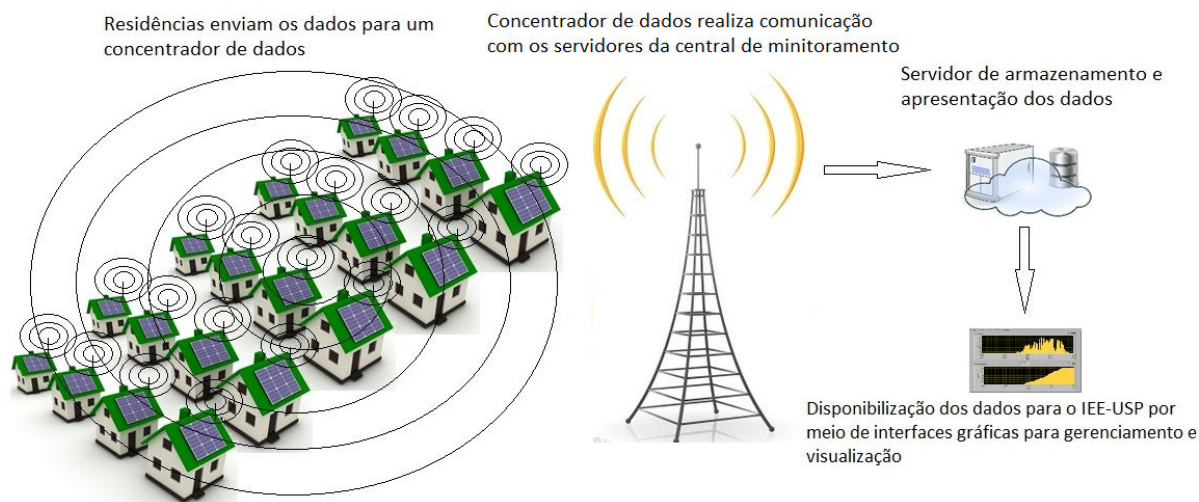 Residências enviam os dados para um
concentrador de dados
Concentrador de dados realiza comunicação
com os servidores da central de minitoramento
Servidor de armazenamento e
apresentação dos dados
Disponibilização dos dados para o IEE-USP por
meio de interfaces gráficas para gerenciamento e
visualização